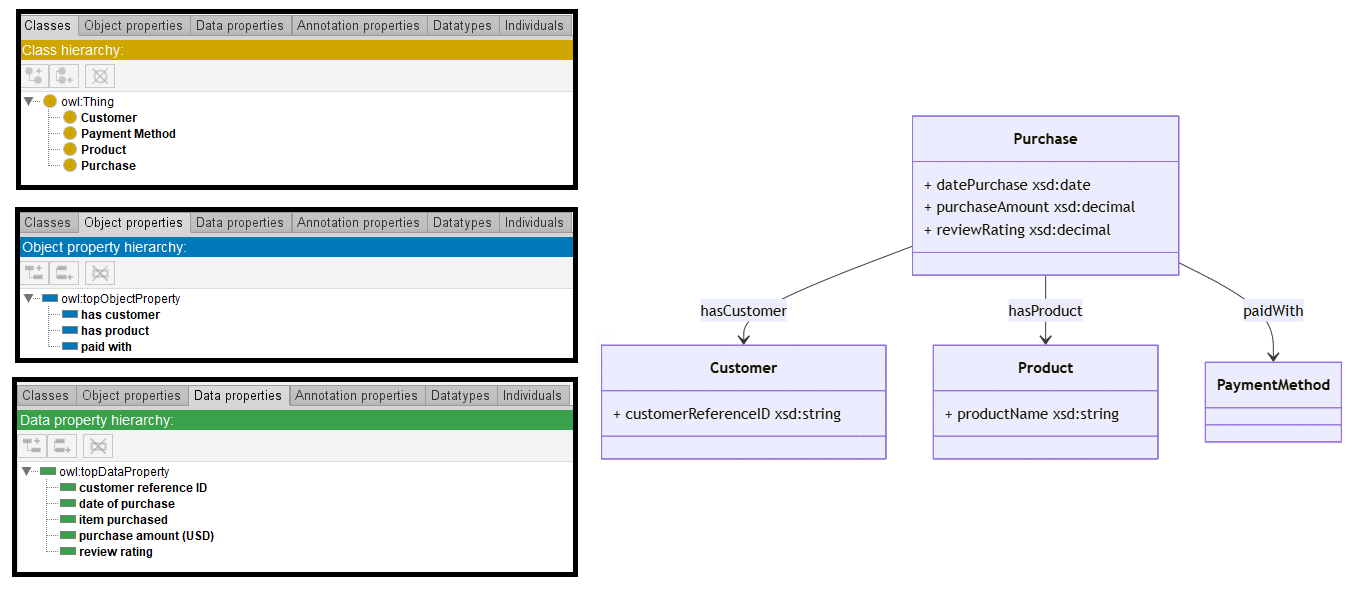 Classes Object properties Data properties Annotation properties Datatypes Individuals
Class hierarchy:
owl:Thing
Customer
Payment Method
Product
Purchase
Classes Object properties Data properties Annotation properties Datatypes Individuals
Object property hierarchy:
owl:topObjectProperty
has customer
has product
paid with
Classes Object properties Data properties Annotation properties Datatypes Individuals
Data property hierarchy:
owl:topDataProperty
customer reference ID
date of purchase
item purchased
purchase amount (USD)
review rating
Purchase
+ datePurchase xsd:date
+ purchaseAmount xsd:decimal
+ reviewRating xsd:decimal
hasCustomer hasProduct paidWith
Customer
+ customerReferenceID xsd:string
Product
+ productName xsd:string
PaymentMethod